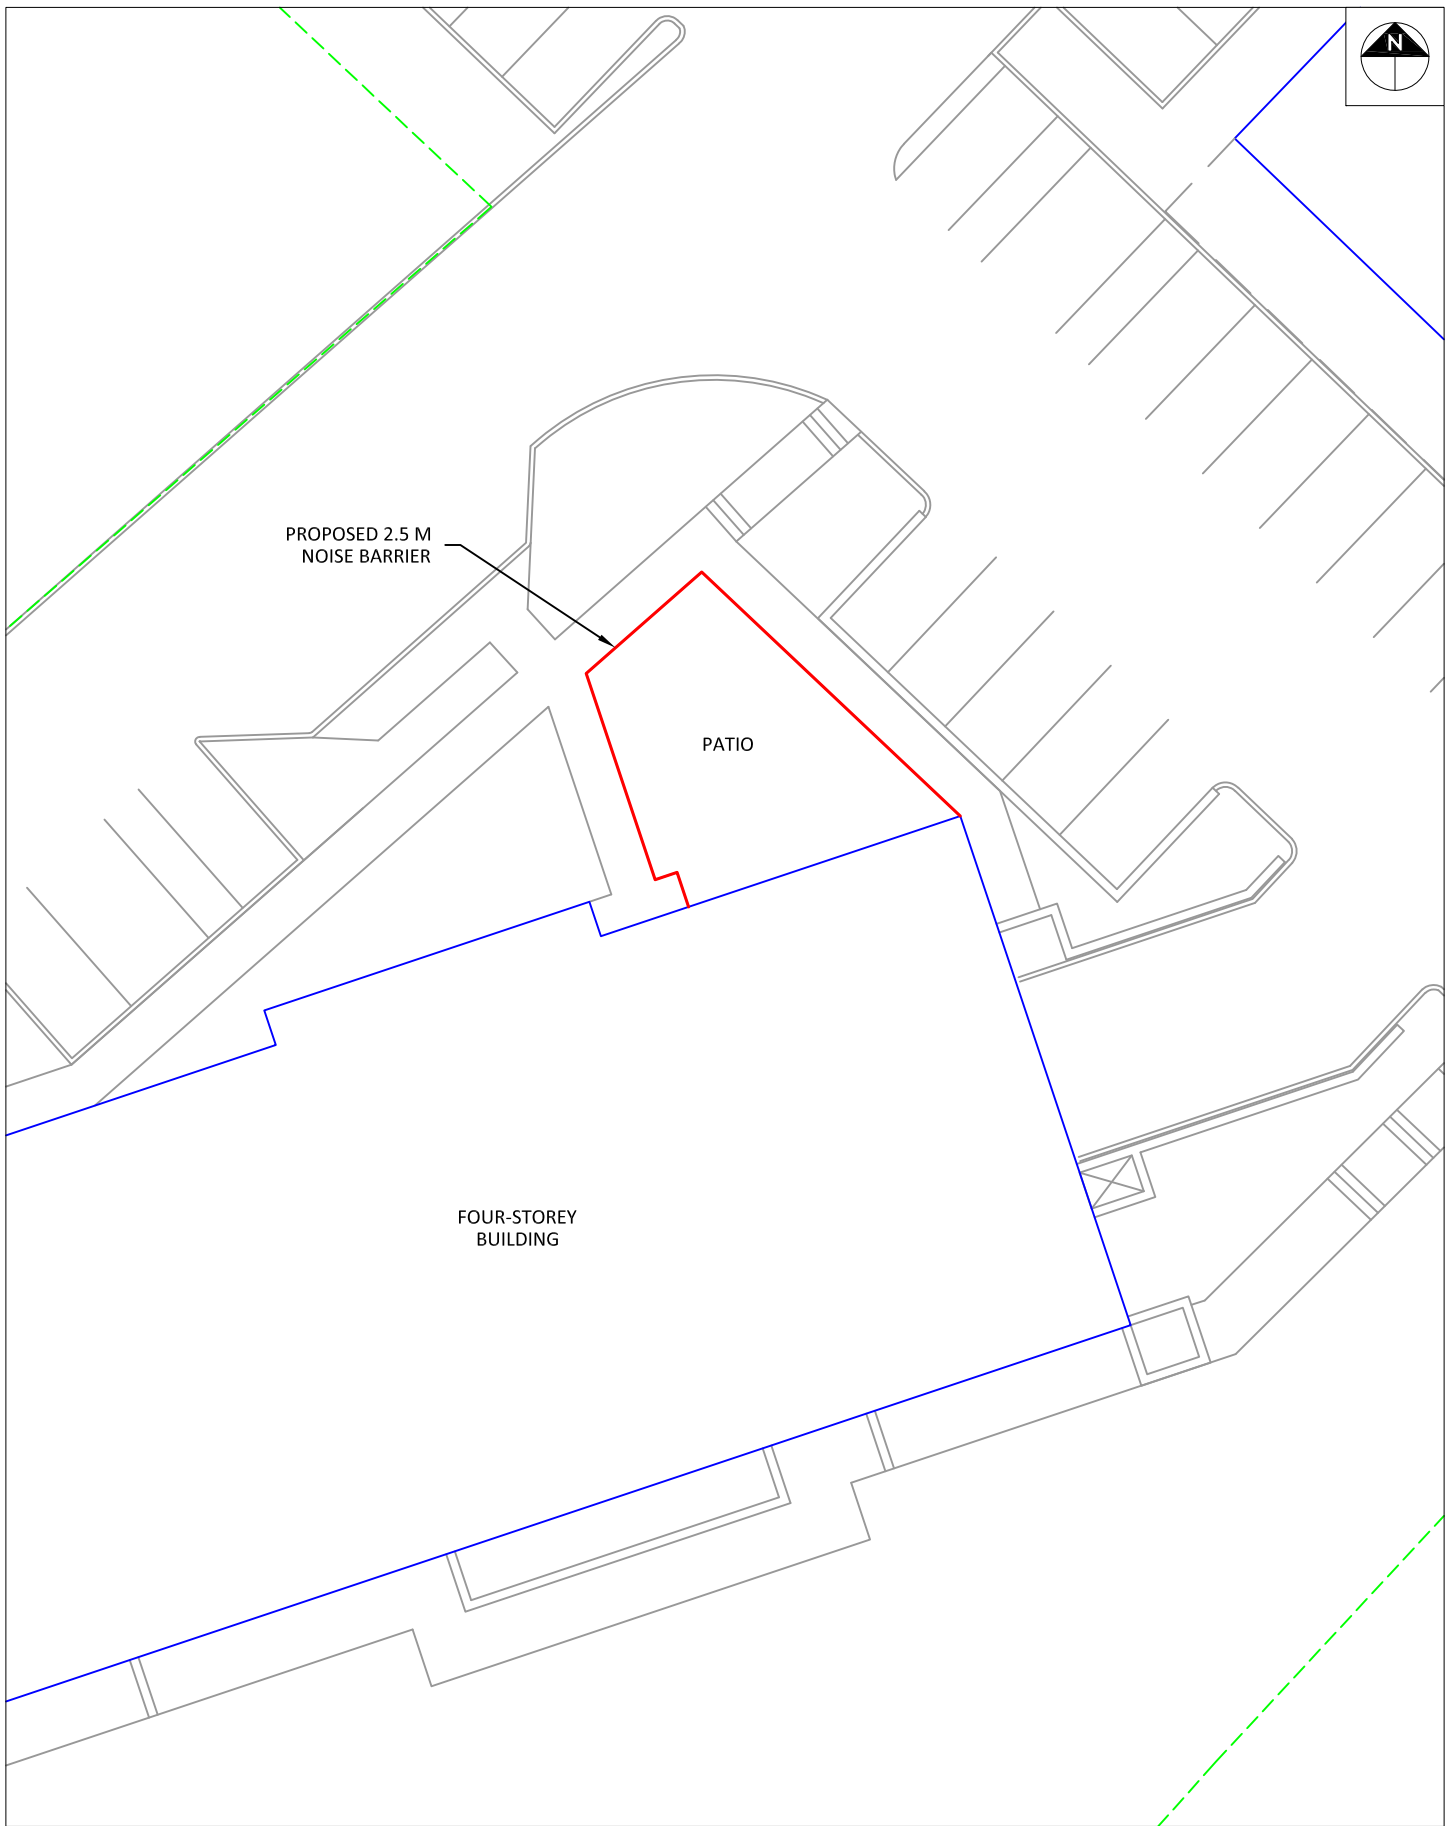 N
PROPOSED 2.5 M
NOISE BARRIER
PATIO
FOUR-STOREY
BUILDING